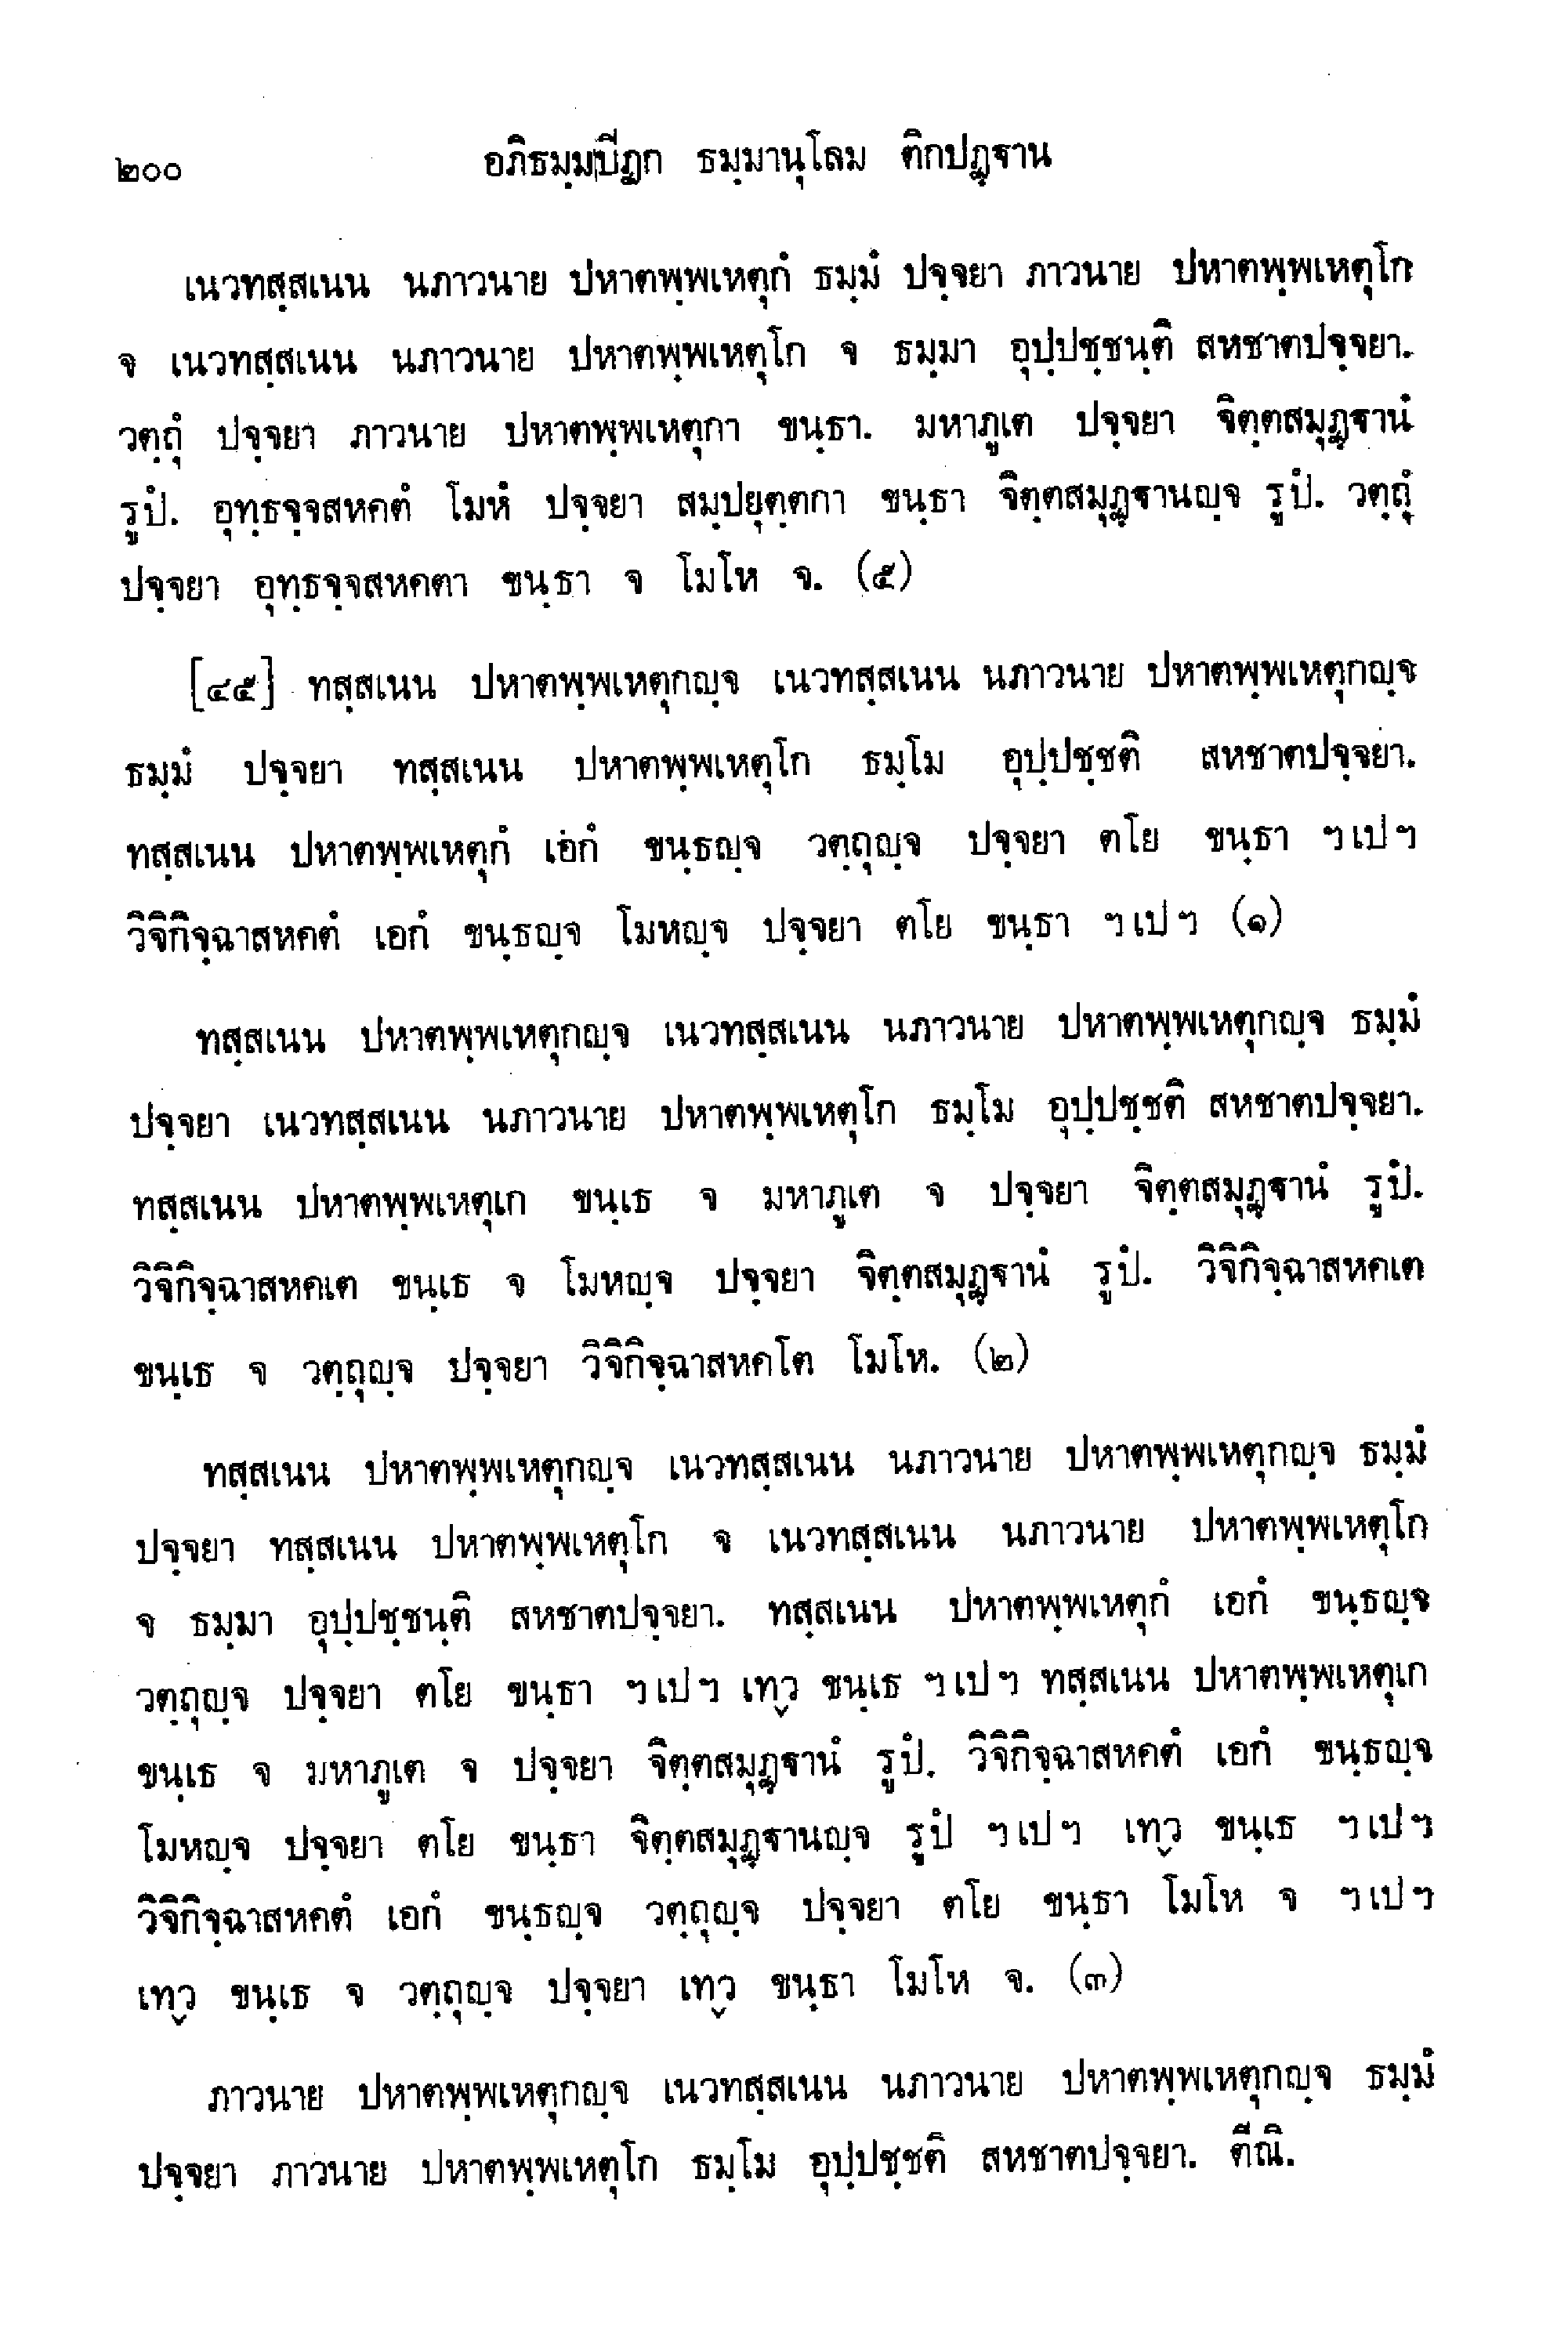 ๒๐๐ อภิธมฺมปิฏก ธมฺมานุโลม ติกปฏฺฐาน
เนวทสฺสเนน นภาวนาย ปหาตพฺพเหตุกํ ธมฺมํ ปจฺจยา ภาวนาย ปหาตพฺพเหตุโก
จ เนวทสฺสเนน นภาวนาย ปหาตพฺพเหตุโก จ ธมฺมา อุปฺปชฺชนฺติ สหชาตปจฺจยา.
วตฺถุํ ปจฺจยา ภาวนาย ปหาตพฺพเหตุกา ขนฺธา. มหาภูเต ปจฺจยา จิตฺตสมุฏฺฐานํ
รูปํ. อุทฺธจฺจสหคตํ โมหํ ปจฺจยา สมฺปยุตฺตกา ขนฺธา จิตฺตสมุฏฺฐานญฺจ รูปํ. วตฺถุํ
ปจฺจยา อุทฺธจฺจสหคตา ขนฺธา จ โมโห จ. (๕)
[๔๕] ทสฺสเนน ปหาตพฺพเหตุกญฺจ เนวทสฺสเนน นภาวนาย ปหาตพฺพเหตุกญฺจ
ธมฺมํ ปจฺจยา ทสฺสเนน ปหาตพฺพเหตุโก ธมฺโม อุปฺปชฺชติ สหชาตปจฺจยา.
ทสฺสเนน ปหาตพฺพเหตุกํ เอกํ ขนฺธญฺจ วตฺถุญฺจ ปจฺจยา ตโย ขนฺธา ฯเปฯ
วิจิกิจฺฉาสหคตํ เอกํ ขนฺธญฺจ โมหญฺจ ปจฺจยา ตโย ขนฺธา ฯเปฯ (๑)
ทสฺสเนน ปหาตพฺพเหตุกญฺจ เนวทสฺสเนน นภาวนาย ปหาตพฺพเหตุกญฺจ ธมฺมํ
ปจฺจยา เนวทสฺสเนน นภาวนาย ปหาตพฺพเหตุโก ธมฺโม อุปฺปชฺชติ สหชาตปจฺจยา.
ทสฺสเนน ปหาตพฺพเหตุเก ขนฺเธ จ มหาภูเต จ ปจฺจยา จิตฺตสมุฏฺฐานํ รูปํ.
วิจิกิจฺฉาสหคเต ขนฺเธ จ โมหญฺจ ปจฺจยา จิตฺตสมุฏฺฐานํ รูปํ. วิจิกิจฺฉาสหคเต
ขนฺเธ จ วตฺถุญฺจ ปจฺจยา วิจิกิจฺฉาสหคโต โมโห. (๒)
ทสฺสเนน ปหาตพฺพเหตุกญฺจ เนวทสฺสเนน นภาวนาย ปหาตพฺพเหตุกญฺจ ธมฺมํ
ปจฺจยา ทสฺสเนน ปหาตพฺพเหตุโก จ เนวทสฺสเนน นภาวนาย ปหาตพฺพเหตุโก
จ ธมฺมา อุปฺปชฺชนฺติ สหชาตปจฺจยา. ทสฺสเนน ปหาตพฺพเหตุกํ เอกํ ขนฺธญฺจ
วตฺถุญฺจ ปจฺจยา ตโย ขนฺธา ฯเปฯ เทฺว ขนฺเธ ฯเปฯ ทสฺสเนน ปหาตพฺพเหตุเก
ขนฺเธ จ มหาภูเต จ ปจฺจยา จิตฺตสมุฏฺฐานํ รูปํ. วิจิกิจฺฉาสหคตํ เอกํ ขนฺธญฺจ
โมหญฺจ ปจฺจยา ตโย ขนฺธา จิตฺตสมุฏฺฐานญฺจ รูปํ ฯเปฯ เทฺว ขนฺเธ ฯเปฯ
วิจิกิจฺฉาสหคตํ เอกํ ขนฺธญฺจ วตฺถุญฺจ ปจฺจยา ตโย ขนฺธา โมโห จ ฯเปฯ
เทฺว ขนฺเธ จ วตฺถุญฺจ ปจฺจยา เทฺว ขนฺธา โมโห จ. (๓)
ภาวนาย ปหาตพฺพเหตุกญฺจ เนวทสฺสเนน นภาวนาย ปหาตพฺพเหตุกญฺจ ธมฺมํ
ปจฺจยา ภาวนาย ปหาตพฺพเหตุโก ธมฺโม อุปฺปชฺชติ สหชาตปจฺจยา. ตีณิ.